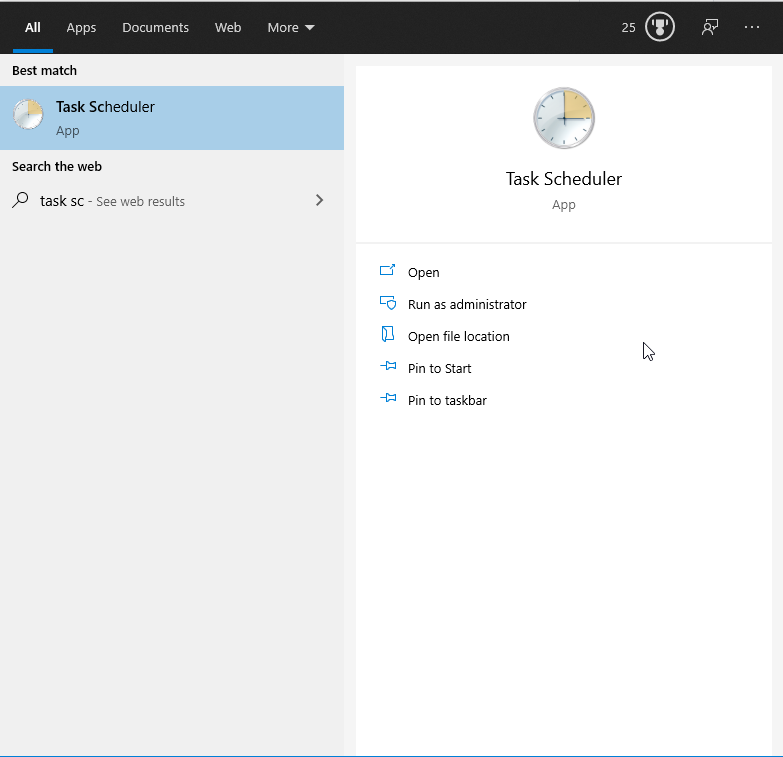 All Apps Documents Web More 25 ...
Best match
Task Scheduler
App
Search the web
task sc - See web results
Task Scheduler
App
Open
Run as administrator
Open file location
Pin to Start
Pin to taskbar